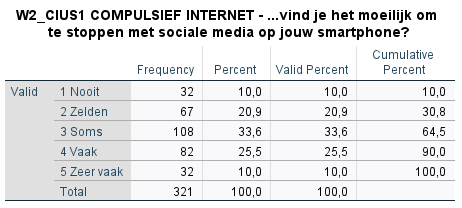 W2_CIUS1 COMPULSIEF INTERNET - ...vind je het moeilijk om
te stoppen met sociale media op jouw smartphone?
Frequency Percent Valid Percent Cumulative Percent
Valid 1 Nooit 32 10,0 10,0 10,0
2 Zelden 67 20,9 20,9 30,8
3 Soms 108 33,6 33,6 64,5
4 Vaak 82 25,5 25,5 90,0
5 Zeer vaak 32 10,0 10,0 100,0
Total 321 100,0 100,0